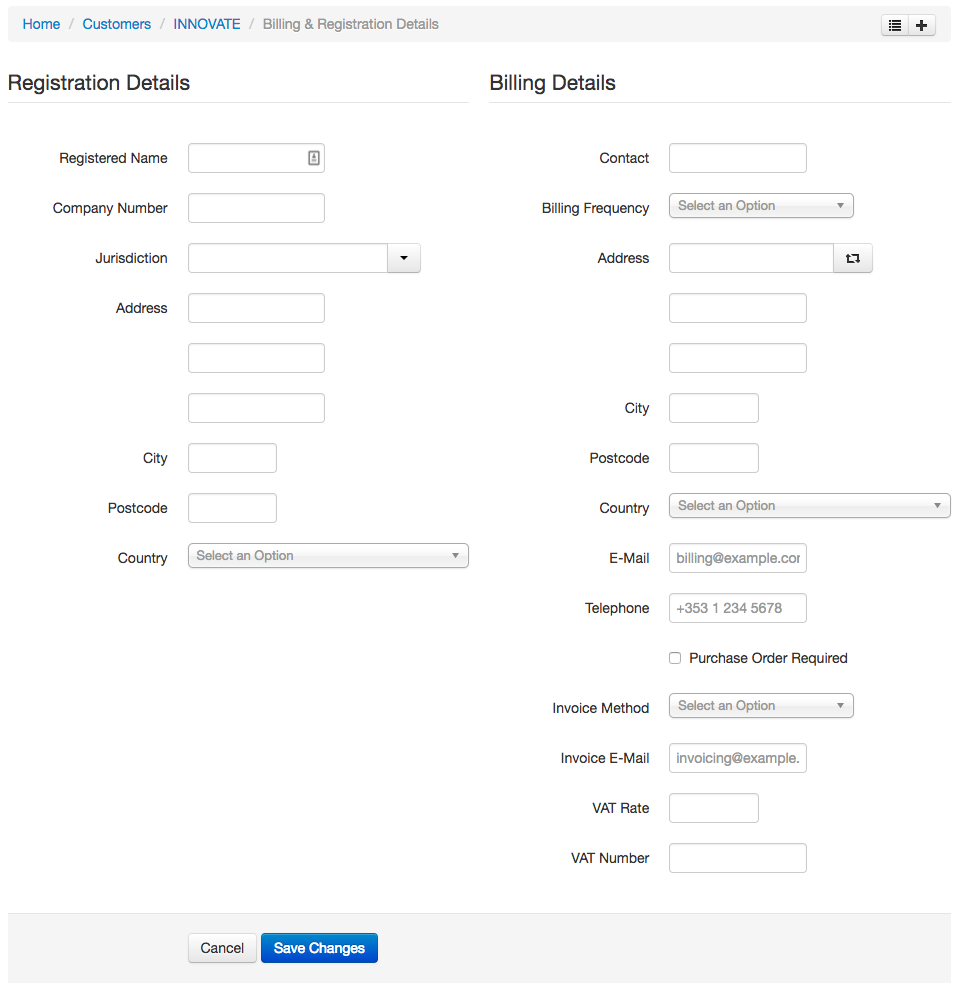 Home / Customers / INNOVATE / Billing & Registration Details
Registration Details
Registered Name
Company Number
Jurisdiction
Address
City
Postcode
Country Select an Option
Billing Details
Contact
Billing Frequency Select an Option
Address
City
Postcode
Country Select an Option
E-Mail billing@example.cor
Telephone +353 1 234 5678
Purchase Order Required
Invoice Method Select an Option
Invoice E-Mail invoicing@example.
VAT Rate
VAT Number
Cancel Save Changes